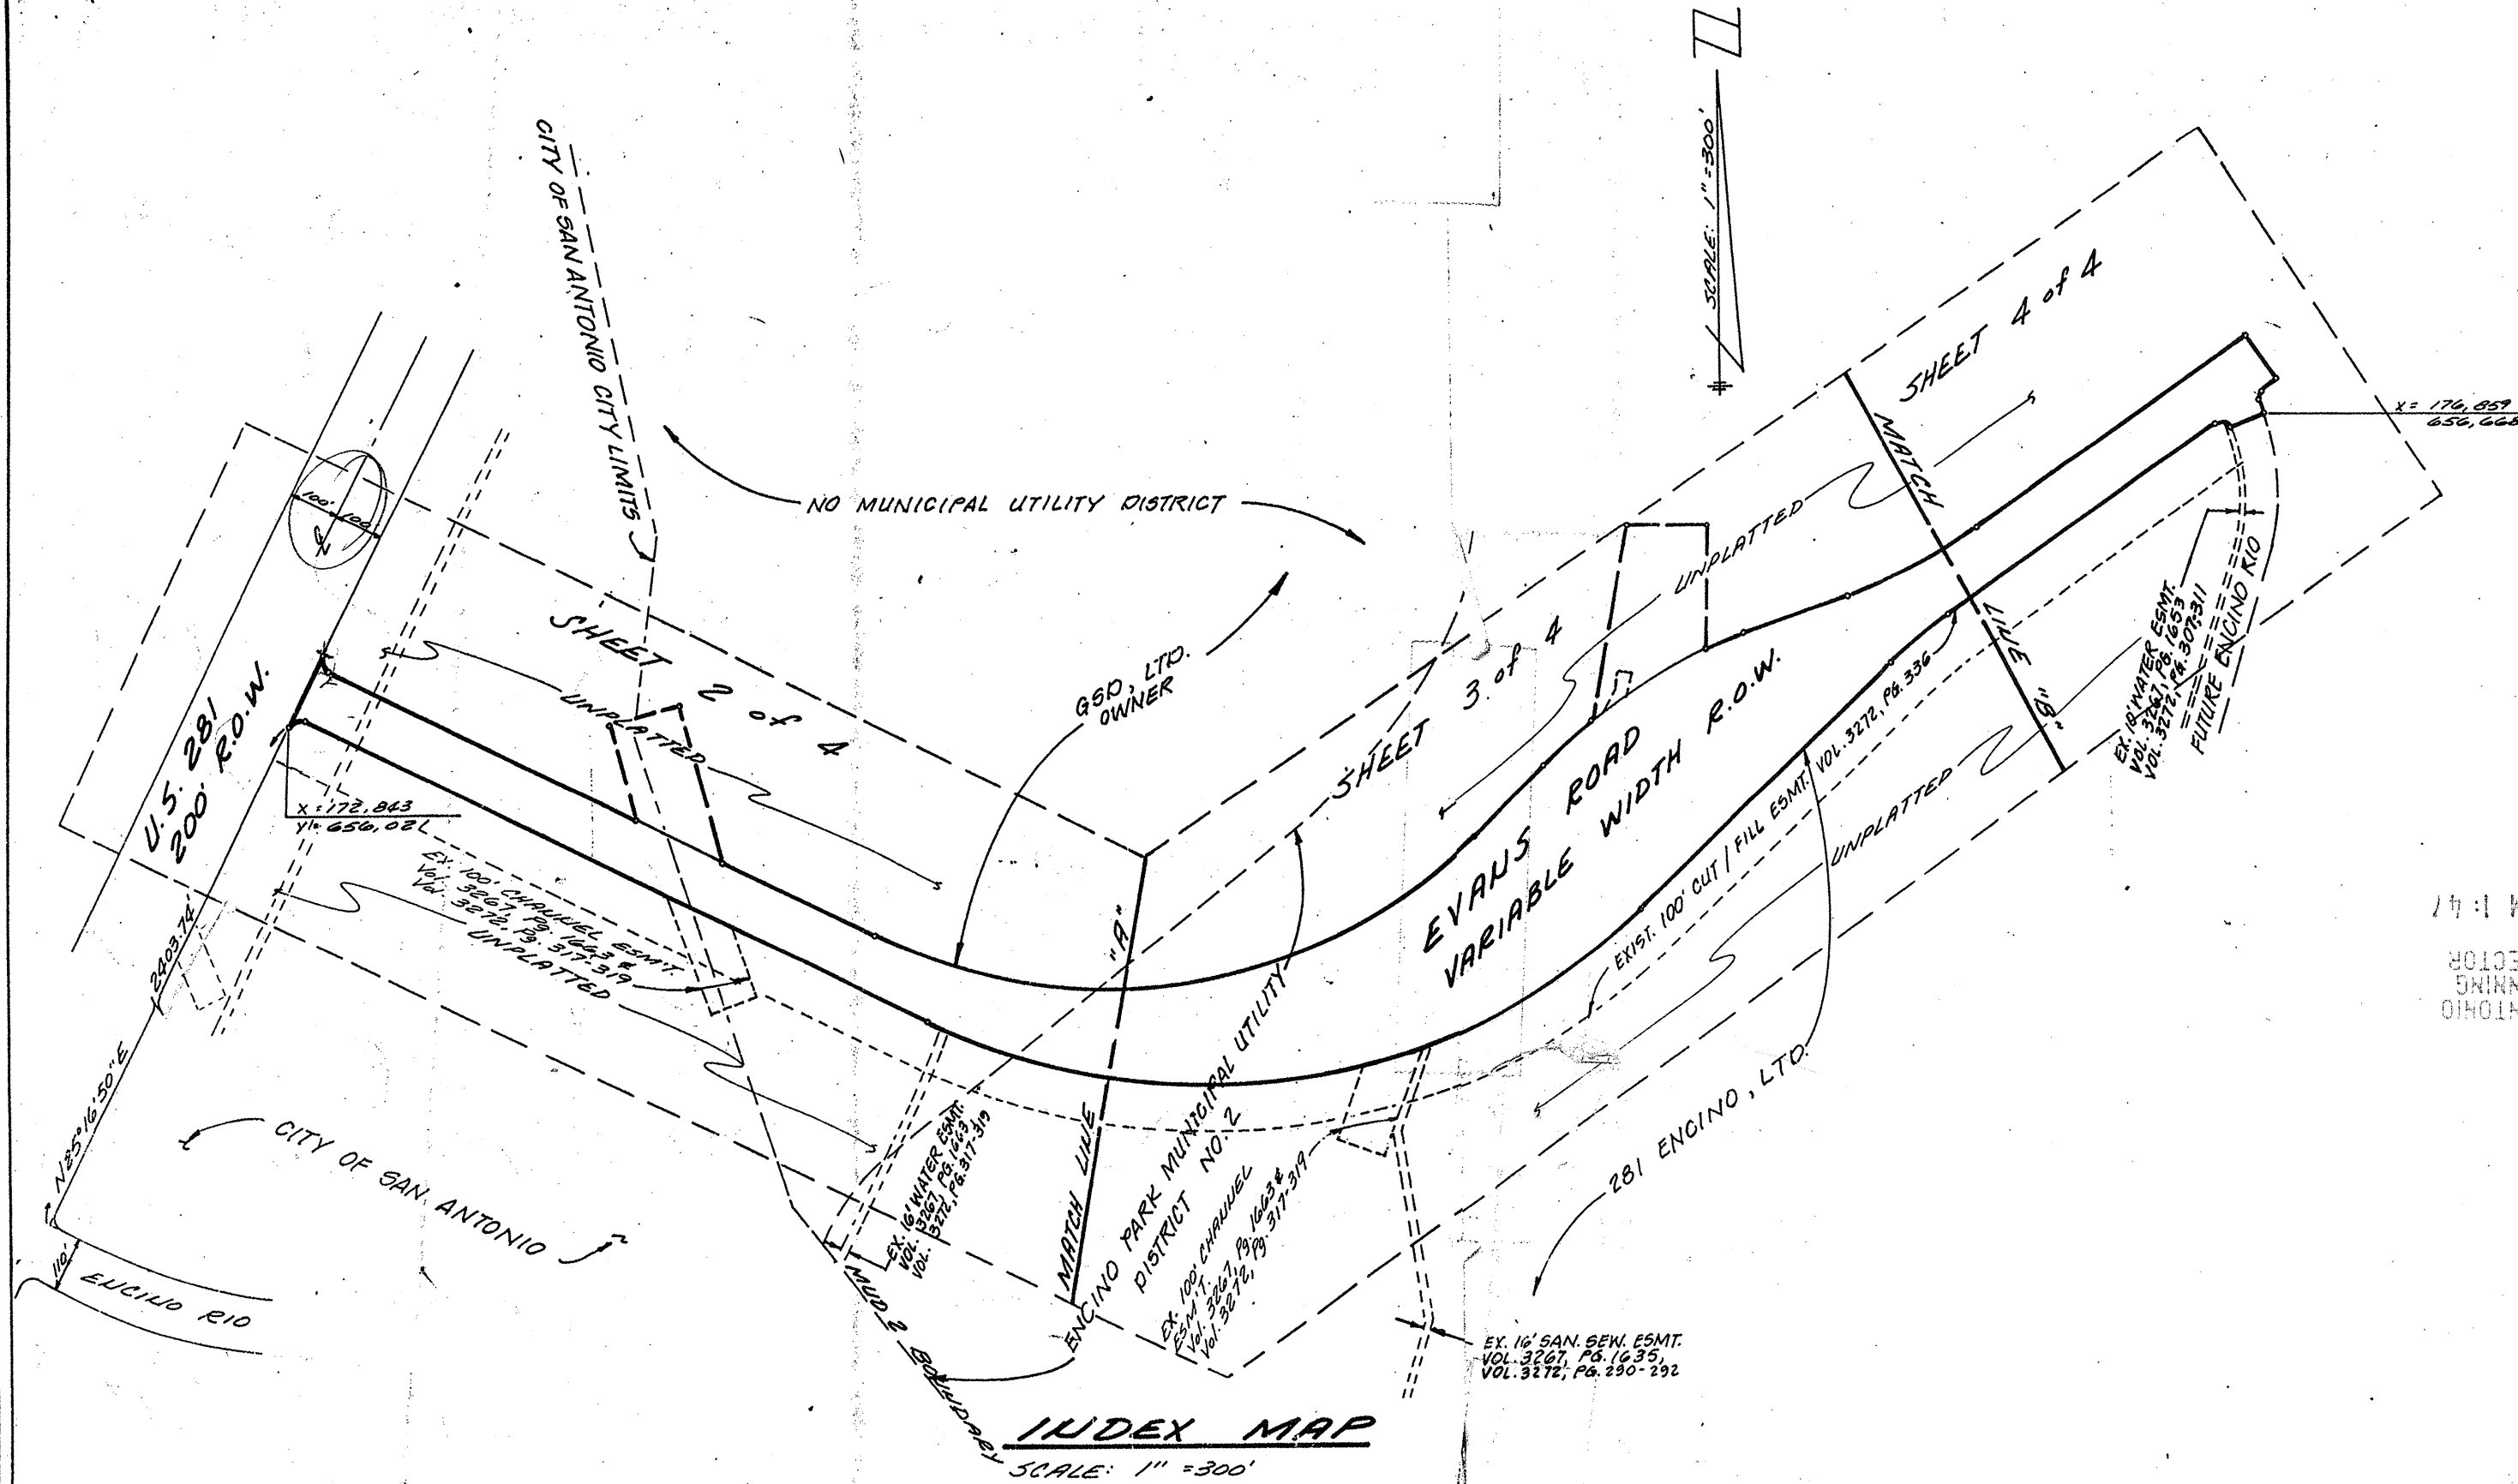 CITY OF SAN ANTONIO CITY LIMITS
SCALE: 1" = 300'
SHEET 4 of 4
MATCH LINE "B"
X = 176,859
656,668
NO MUNICIPAL UTILITY DISTRICT
100' 100'
UNPLATTED
SHEET 2 of 4
UNPLATTED
GSD, LTD.
OWNER
SHEET 3 of 4
U.S. 281
200' R.O.W.
X = 172,843
EX. 100' CHANNEL ESM'T.
Vol. 3267, Pg. 1663 &
Vol. 3272, Pg. 317-319
UNPLATTED
EVANS ROAD
VARIABLE WIDTH R.O.W.
EXIST. 100' CUT / FILL ESMT. VOL. 3272, PG. 336
UNPLATTED
EX. 16' WATER ESMT.
VOL. 3267, PG. 1653
VOL. 3272, PG. 307-311
FUTURE ENCINO RIO
2403.74'
N25°16'50"E
CITY OF SAN ANTONIO
110'
ENCINO RIO
EX. 16' WATER ESMT.
VOL. 3267, PG. 1663
VOL. 3272, PG. 317-319
MATCH LINE "A"
ENCINO PARK MUNICIPAL UTILITY
DISTRICT NO. 2
EX. 100' CHANNEL
ESM'T.
Vol. 3267, Pg. 1663 &
Vol. 3272, Pg. 317-319
281 ENCINO, LTD.
MUD 2 BOUNDARY
EX. 16' SAN. SEW. ESMT.
VOL. 3267, PG. 1635,
VOL. 3272, PG. 290-292
INDEX MAP
SCALE: 1" = 300'